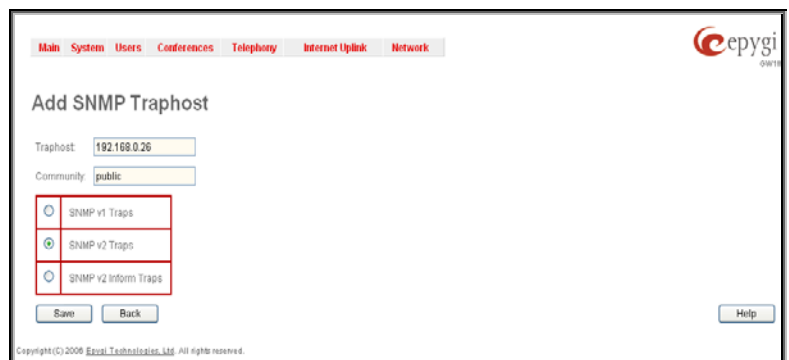 Main System Users Conferences Telephony Internet Uplink Network
epygi
Add SNMP Traphost
Traphost: 192.168.0.26
Community: public
SNMP v1 Traps
SNMP v2 Traps
SNMP v2 Inform Traps
Save Back Help
Copyright (C) 2006 Epygi Technologies, Ltd. All rights reserved.